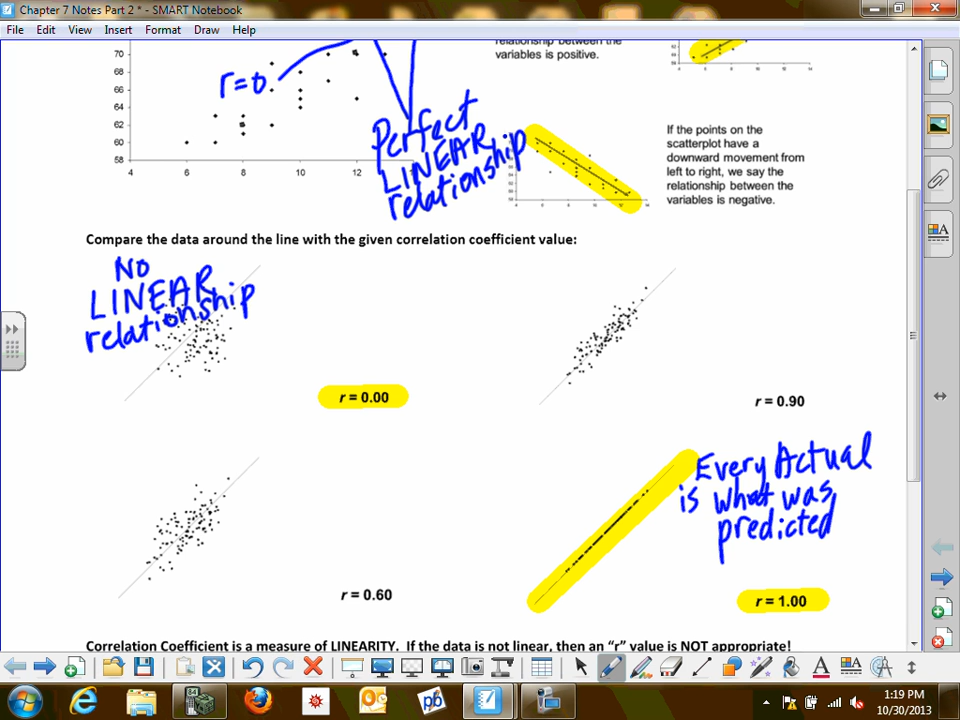 Chapter 7 Notes Part 2 * - SMART Notebook
File Edit View Insert Format Draw Help
relationship between the
variables is positive.
70
68
66
64
62
60
58
4 6 8 10 12
r=0
Perfect
LINEAR
relationship
If the points on the
scatterplot have a
downward movement from
left to right, we say the
relationship between the
variables is negative.
Compare the data around the line with the given correlation coefficient value:
No
LINEAR
relationship
r = 0.00
r = 0.90
Every Actual
is what was
predicted
r = 0.60
r = 1.00
Correlation Coefficient is a measure of LINEARITY. If the data is not linear, then an “r” value is NOT appropriate!
1:19 PM
10/30/2013